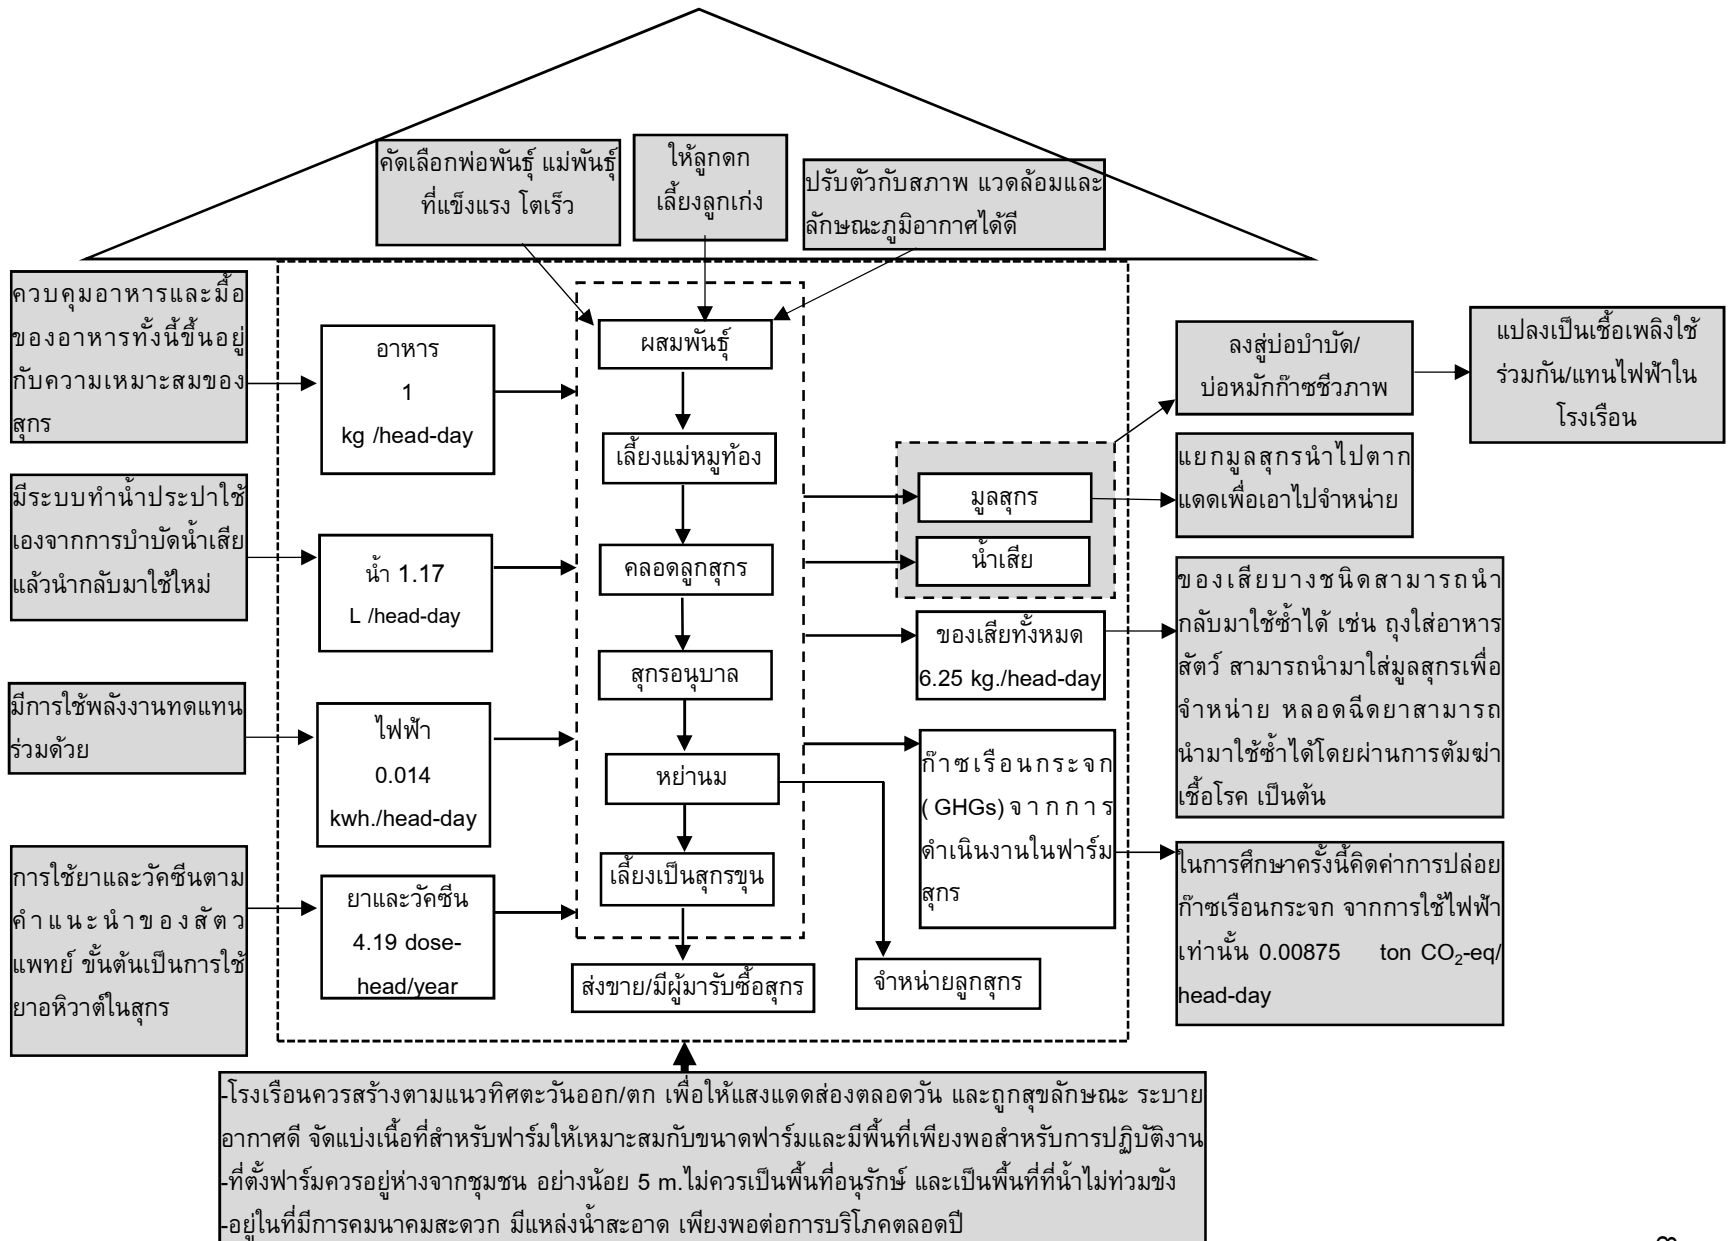 คัดเลือกพ่อพันธุ์ แม่พันธุ์
ที่แข็งแรง โตเร็ว
ให้ลูกดก
เลี้ยงลูกเก่ง
ปรับตัวกับสภาพ แวดล้อมและ
ลักษณะภูมิอากาศได้ดี
ควบคุมอาหารและมื้อ
ของอาหารทั้งนี้ขึ้นอยู่
กับความเหมาะสมของ
สุกร
มีระบบทำน้ำประปาใช้
เองจากการบำบัดน้ำเสีย
แล้วนำกลับมาใช้ใหม่
มีการใช้พลังงานทดแทน
ร่วมด้วย
การใช้ยาและวัคซีนตาม
คำแนะนำของสัตว
แพทย์ ขั้นต้นเป็นการใช้
ยาอหิวาต์ในสุกร
อาหาร
1
kg /head-day
น้ำ 1.17
L /head-day
ไฟฟ้า
0.014
kwh./head-day
ยาและวัคซีน
4.19 dose-
head/year
ผสมพันธุ์
เลี้ยงแม่หมูท้อง
คลอดลูกสุกร
สุกรอนุบาล
หย่านม
เลี้ยงเป็นสุกรขุน
ส่งขาย/มีผู้มารับซื้อสุกร
จำหน่ายลูกสุกร
มูลสุกร
น้ำเสีย
ของเสียทั้งหมด
6.25 kg./head-day
ก๊าซเรือนกระจก
( GHGs) จากการ
ดำเนินงานในฟาร์ม
สุกร
ลงสู่บ่อบำบัด/
บ่อหมักก๊าซชีวภาพ
แปลงเป็นเชื้อเพลิงใช้
ร่วมกัน/แทนไฟฟ้าใน
โรงเรือน
แยกมูลสุกรนำไปตาก
แดดเพื่อเอาไปจำหน่าย
ของเสียบางชนิดสามารถนำ
กลับมาใช้ซ้ำได้ เช่น ถุงใส่อาหาร
สัตว์ สามารถนำมาใส่มูลสุกรเพื่อ
จำหน่าย หลอดฉีดยาสามารถ
นำมาใช้ซ้ำได้โดยผ่านการต้มฆ่า
เชื้อโรค เป็นต้น
ในการศึกษาครั้งนี้คิดค่าการปล่อย
ก๊าซเรือนกระจก จากการใช้ไฟฟ้า
เท่านั้น 0.00875 ton CO₂-eq/
head-day
-โรงเรือนควรสร้างตามแนวทิศตะวันออก/ตก เพื่อให้แสงแดดส่องตลอดวัน และถูกสุขลักษณะ ระบาย
อากาศดี จัดแบ่งเนื้อที่สำหรับฟาร์มให้เหมาะสมกับขนาดฟาร์มและมีพื้นที่เพียงพอสำหรับการปฏิบัติงาน
-ที่ตั้งฟาร์มควรอยู่ห่างจากชุมชน อย่างน้อย 5 m.ไม่ควรเป็นพื้นที่อนุรักษ์ และเป็นพื้นที่ที่น้ำไม่ท่วมขัง
-อยู่ในที่มีการคมนาคมสะดวก มีแหล่งน้ำสะอาด เพียงพอต่อการบริโภคตลอดปี